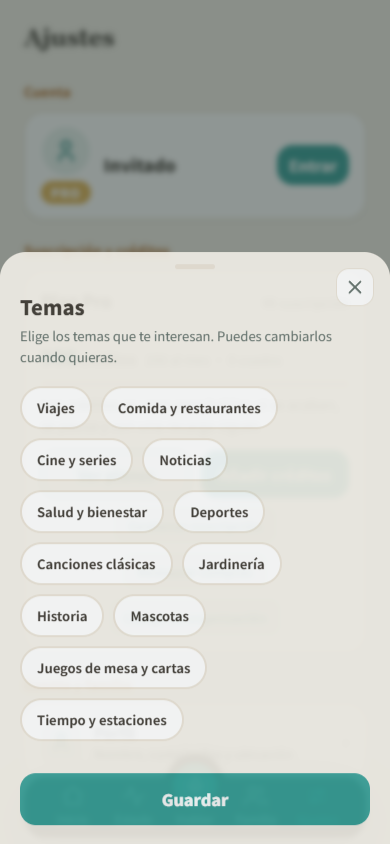 Ajustes
Cuenta
Invitado
Entrar
Temas
Elige los temas que te interesan. Puedes cambiarlos
cuando quieras.
Viajes
Comida y restaurantes
Cine y series
Noticias
Salud y bienestar
Deportes
Canciones clásicas
Jardinería
Historia
Mascotas
Juegos de mesa y cartas
Tiempo y estaciones
Guardar